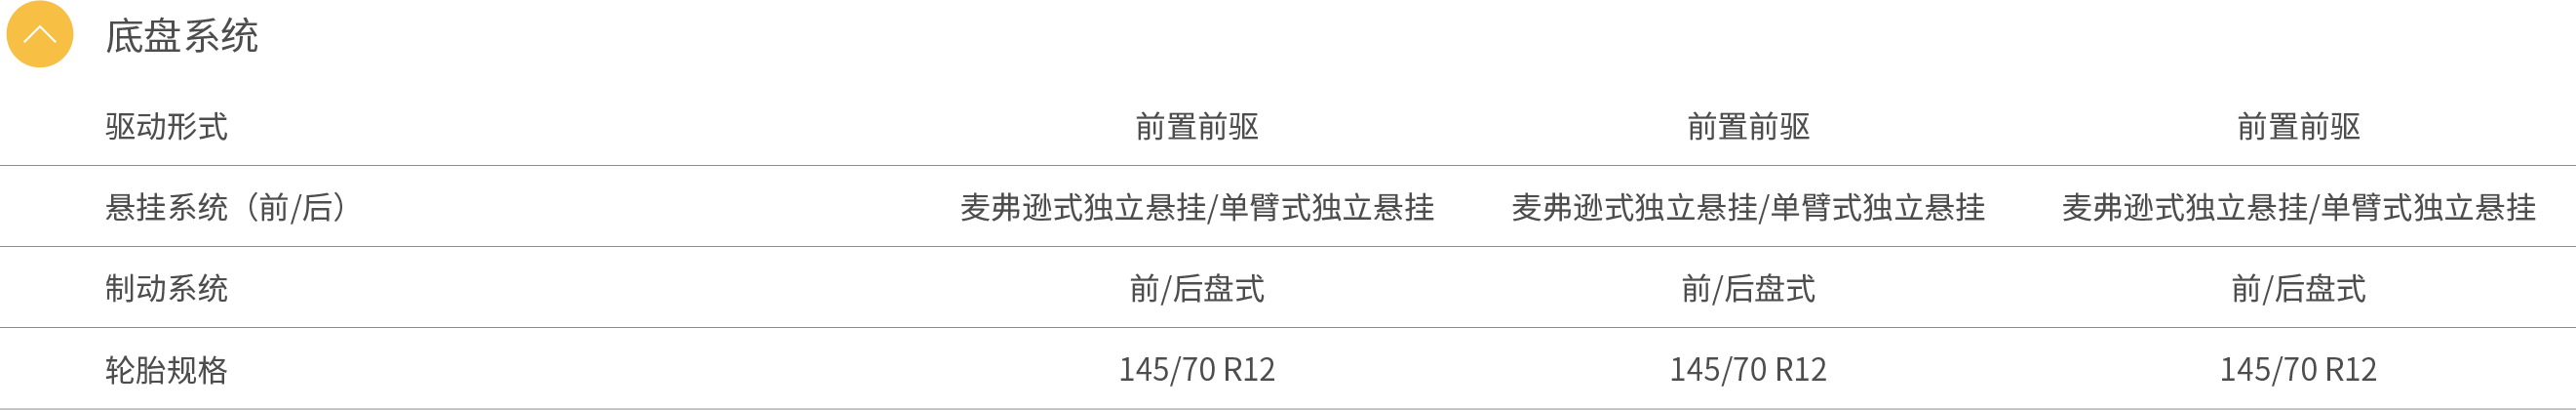 底盘系统
驱动形式 前置前驱 前置前驱 前置前驱
悬挂系统（前/后） 麦弗逊式独立悬挂/单臂式独立悬挂 麦弗逊式独立悬挂/单臂式独立悬挂 麦弗逊式独立悬挂/单臂式独立悬挂
制动系统 前/后盘式 前/后盘式 前/后盘式
轮胎规格 145/70 R12 145/70 R12 145/70 R12